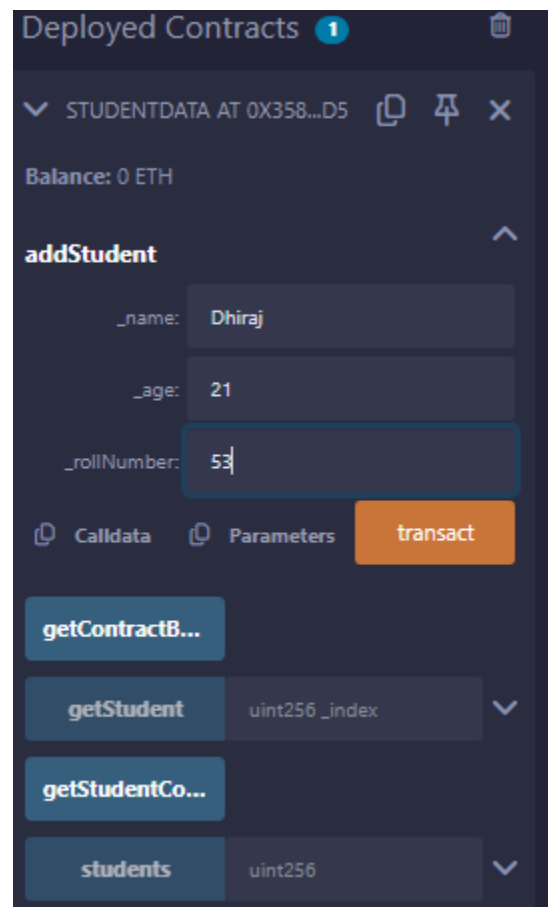 Deployed Contracts 1
STUDENTDATA AT 0X358...D5
Balance: 0 ETH
addStudent
_name: Dhiraj
_age: 21
_rollNumber: 53
Calldata Parameters transact
getContractB...
getStudent uint256 _index
getStudentCo...
students uint256